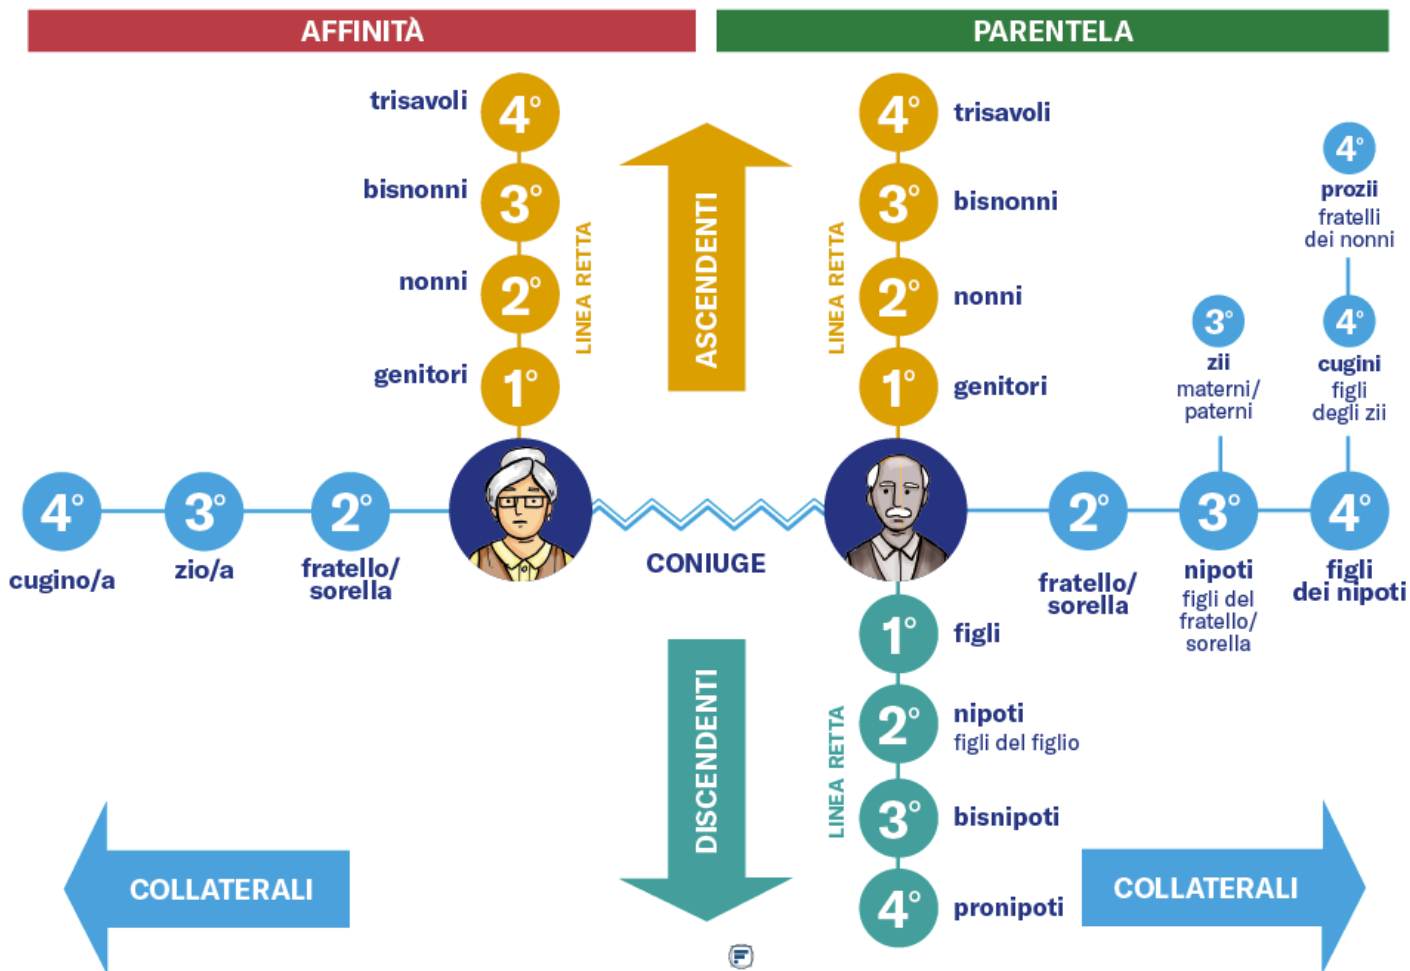 AFFINITÀ
PARENTELA
trisavoli
4°
bisnonni
3°
nonni
2°
genitori
1°
LINEA RETTA
ASCENDENTI
LINEA RETTA
4°
trisavoli
3°
bisnonni
2°
nonni
1°
genitori
4°
prozii
fratelli
dei nonni
3°
zii
materni/
paterni
4°
cugini
figli
degli zii
4°
cugino/a
3°
zio/a
2°
fratello/
sorella
CONIUGE
2°
fratello/
sorella
3°
nipoti
figli del
fratello/
sorella
4°
figli
dei nipoti
DISCENDENTI
LINEA RETTA
1°
figli
2°
nipoti
figli del figlio
3°
bisnipoti
4°
pronipoti
COLLATERALI
COLLATERALI